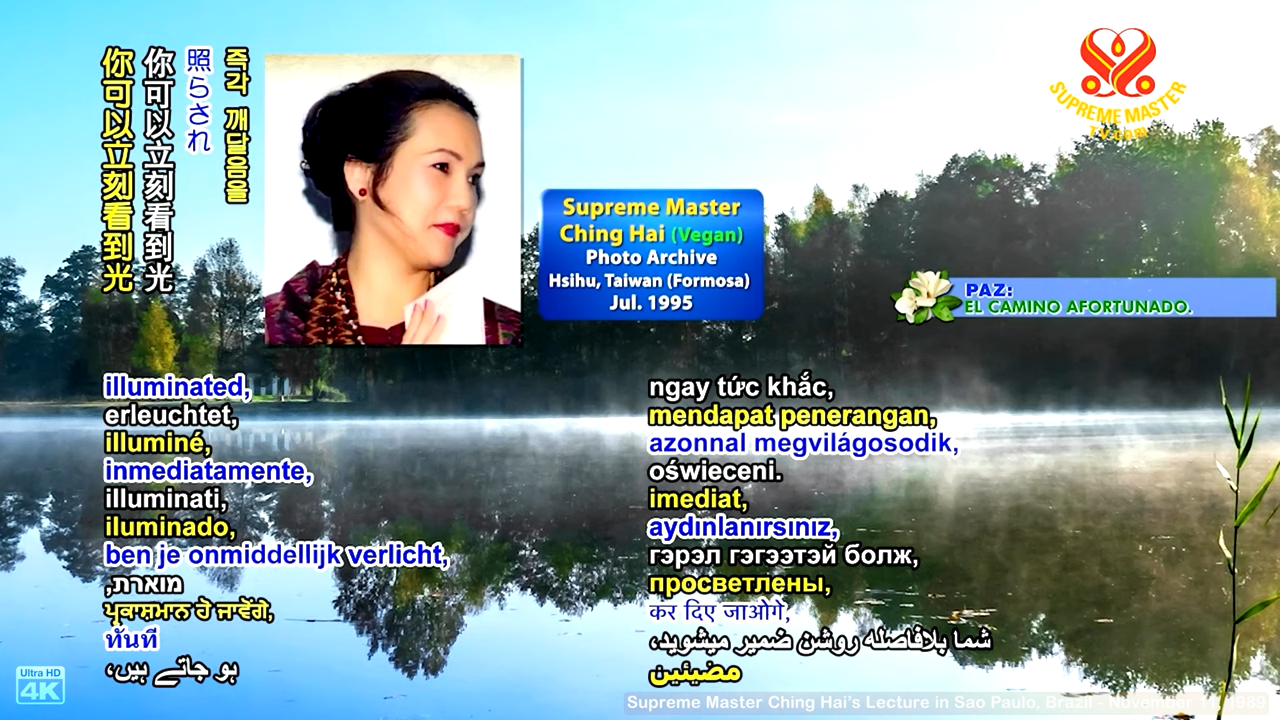 你可以立刻看到光
你可以立刻看到光
照らされ
즉각 깨달음을
SUPREME MASTER
TV.com
Supreme Master
Ching Hai (Vegan)
Photo Archive
Hsihu, Taiwan (Formosa)
Jul. 1995
PAZ:
EL CAMINO AFORTUNADO.
illuminated,
erleuchtet,
illuminé,
inmediatamente,
illuminati,
iluminado,
ben je onmiddellijk verlicht,
מוארת,
ਪ੍ਰਕਾਸ਼ਮਾਨ ਹੋ ਜਾਵੋਂਗੇ,
ทันที
ہو جاتے ہیں،
ngay tức khắc,
mendapat penerangan,
azonnal megvilágosodik,
oświeceni.
imediat,
aydınlanırsınız,
гэрэл гэгээтэй болж,
просветлены,
कर दिए जाओगे,
شما بلافاصله روشن ضمیر میشوید،
مضيئين
Ultra HD
4K
Supreme Master Ching Hai's Lecture in Sao Paulo, Brazil - November 11, 1989